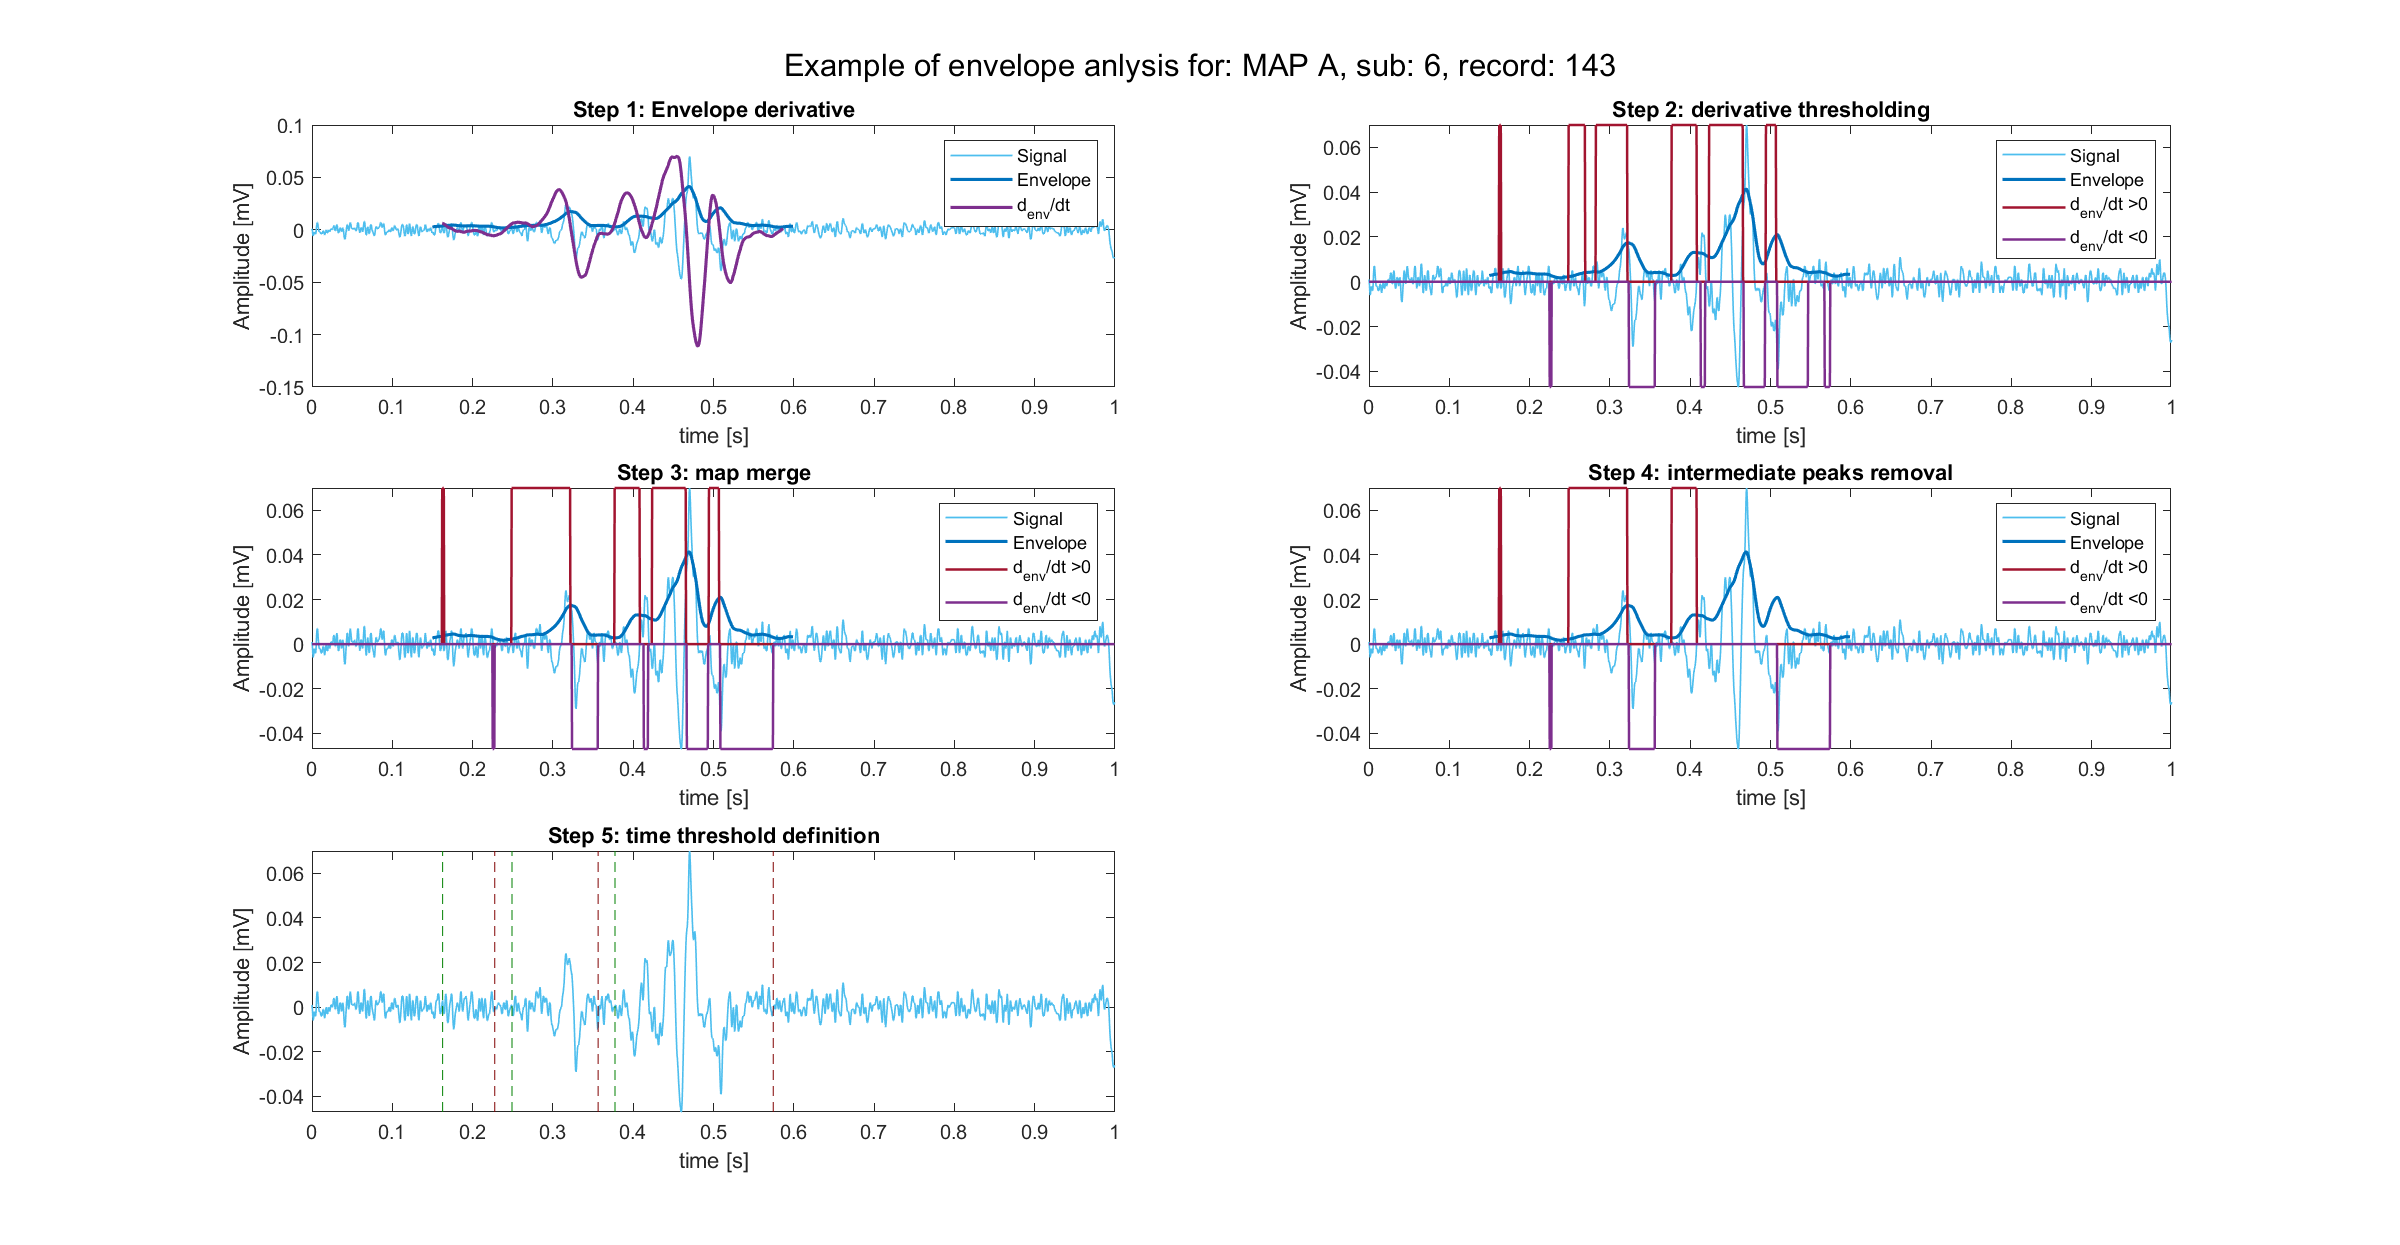 Example of envelope anlysis for: MAP A, sub: 6, record: 143
Step 1: Envelope derivative
0.1
0.05
0
-0.05
-0.1
-0.15
Amplitude [mV]
Signal
Envelope
d_env/dt
0 0.1 0.2 0.3 0.4 0.5 0.6 0.7 0.8 0.9 1
time [s]
Step 2: derivative thresholding
0.06
0.04
0.02
0
-0.02
-0.04
Amplitude [mV]
Signal
Envelope
d_env/dt >0
d_env/dt <0
0 0.1 0.2 0.3 0.4 0.5 0.6 0.7 0.8 0.9 1
time [s]
Step 3: map merge
0.06
0.04
0.02
0
-0.02
-0.04
Amplitude [mV]
Signal
Envelope
d_env/dt >0
d_env/dt <0
0 0.1 0.2 0.3 0.4 0.5 0.6 0.7 0.8 0.9 1
time [s]
Step 4: intermediate peaks removal
0.06
0.04
0.02
0
-0.02
-0.04
Amplitude [mV]
Signal
Envelope
d_env/dt >0
d_env/dt <0
0 0.1 0.2 0.3 0.4 0.5 0.6 0.7 0.8 0.9 1
time [s]
Step 5: time threshold definition
0.06
0.04
0.02
0
-0.02
-0.04
Amplitude [mV]
0 0.1 0.2 0.3 0.4 0.5 0.6 0.7 0.8 0.9 1
time [s]